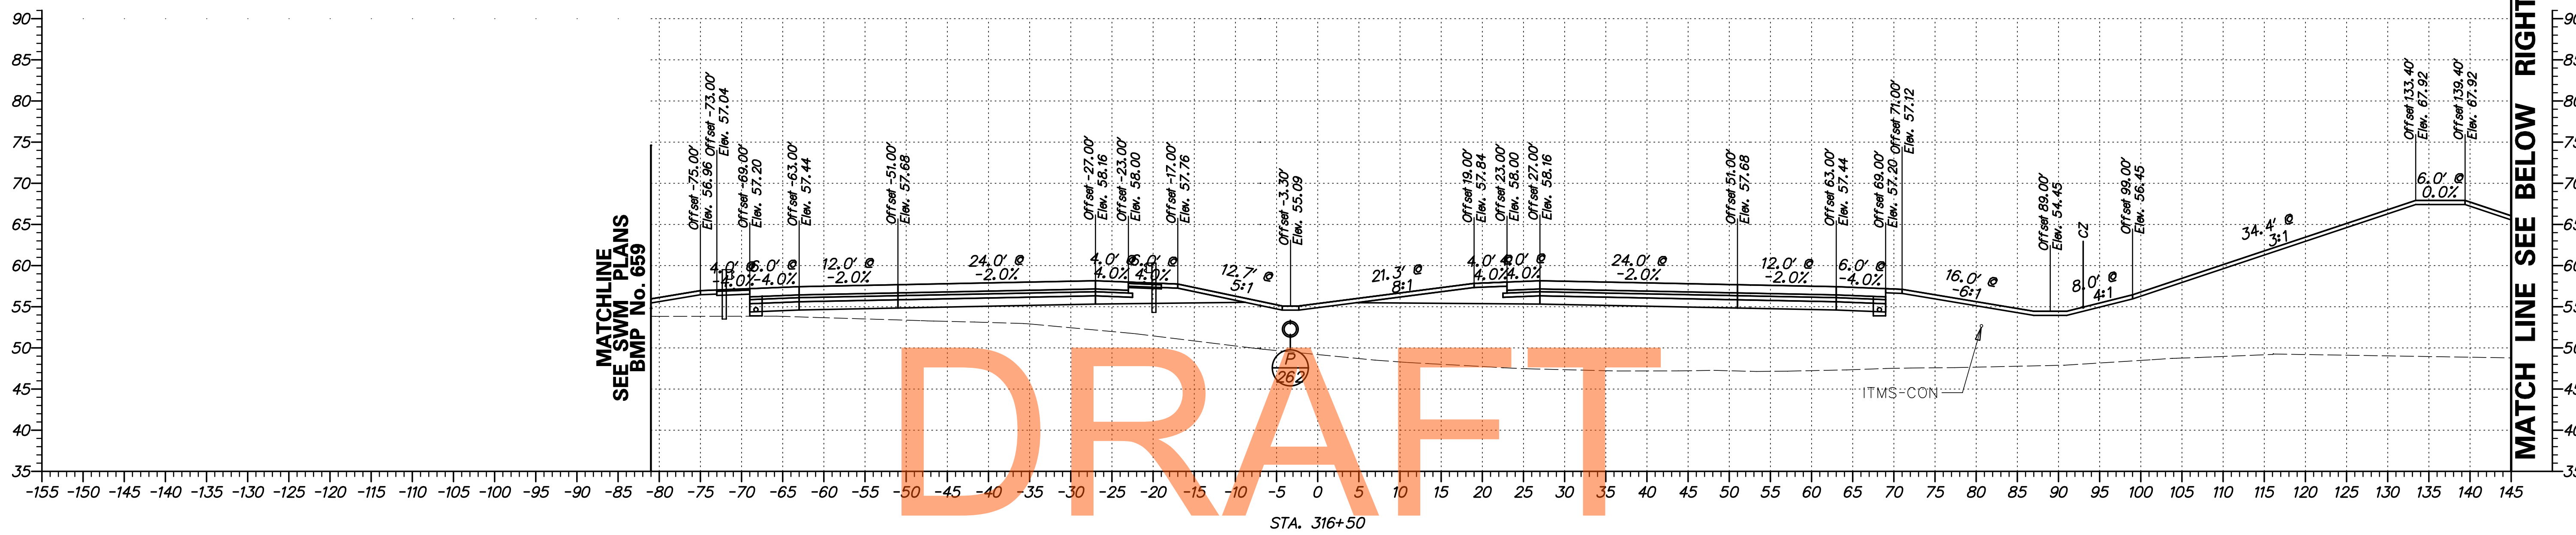 90
85
80
75
70
65
60
55
50
45
40
35
MATCHLINE
SEE SWM PLANS
BMP No. 659
Offset -75.00'
Elev. 56.96
Offset -73.00'
Elev. 57.04
Offset -69.00'
Elev. 57.20
Offset -63.00'
Elev. 57.44
Offset -51.00'
Elev. 57.68
Offset -27.00'
Elev. 58.16
Offset -23.00'
Elev. 58.00
Offset -17.00'
Elev. 57.76
Offset -3.30'
Elev. 55.09
Offset 19.00'
Elev. 57.84
Offset 23.00'
Elev. 58.00
Offset 27.00'
Elev. 58.16
Offset 51.00'
Elev. 57.68
Offset 63.00'
Elev. 57.44
Offset 69.00'
Elev. 57.20
Offset 71.00'
Elev. 57.12
Offset 89.00'
Elev. 54.45
CZ
Offset 99.00'
Elev. 56.45
Offset 133.40'
Elev. 67.92
Offset 139.40'
Elev. 67.92
4.0' @
-4.0%
6.0' @
-4.0%
12.0' @
-2.0%
24.0' @
-2.0%
4.0' @
4.0%
6.0' @
4.0%
12.7' @
5:1
21.3' @
8:1
4.0' @
4.0%
4.0' @
4.0%
24.0' @
-2.0%
12.0' @
-2.0%
6.0' @
-4.0%
16.0' @
-6:1
8.0' @
4:1
34.4' @
3:1
6.0' @
0.0%
P
262
ITMS-CON
DRAFT
MATCH LINE SEE BELOW RIGHT
-155 -150 -145 -140 -135 -130 -125 -120 -115 -110 -105 -100 -95 -90 -85 -80 -75 -70 -65 -60 -55 -50 -45 -40 -35 -30 -25 -20 -15 -10 -5 0 5 10 15 20 25 30 35 40 45 50 55 60 65 70 75 80 85 90 95 100 105 110 115 120 125 130 135 140 145
STA. 316+50